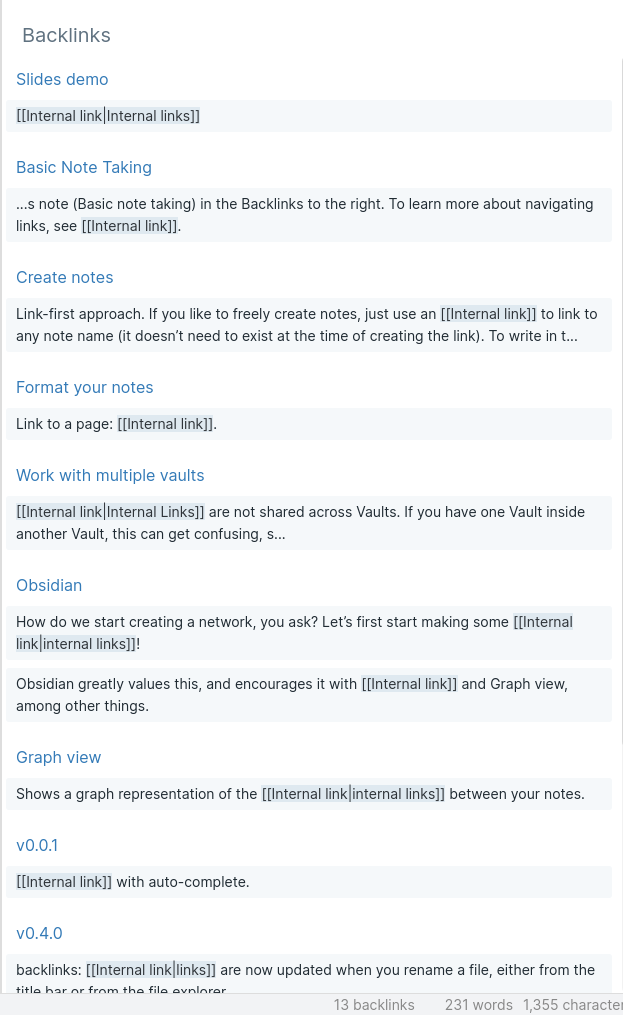 Backlinks
Slides demo
[[Internal link|Internal links]]
Basic Note Taking
...s note (Basic note taking) in the Backlinks to the right. To learn more about navigating
links, see [[Internal link]].
Create notes
Link-first approach. If you like to freely create notes, just use an [[Internal link]] to link to
any note name (it doesn’t need to exist at the time of creating the link). To write in t...
Format your notes
Link to a page: [[Internal link]].
Work with multiple vaults
[[Internal link|Internal Links]] are not shared across Vaults. If you have one Vault inside
another Vault, this can get confusing, s...
Obsidian
How do we start creating a network, you ask? Let’s first start making some [[Internal
link|internal links]]!
Obsidian greatly values this, and encourages it with [[Internal link]] and Graph view,
among other things.
Graph view
Shows a graph representation of the [[Internal link|internal links]] between your notes.
v0.0.1
[[Internal link]] with auto-complete.
v0.4.0
backlinks: [[Internal link|links]] are now updated when you rename a file, either from the
title bar or from the file explorer
13 backlinks 231 words 1,355 character